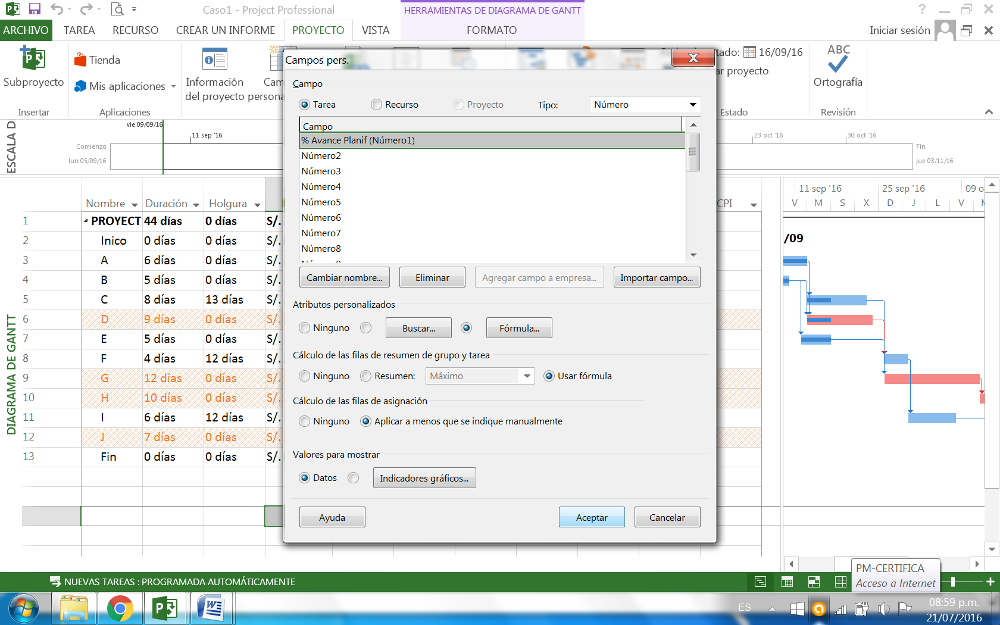 Caso1 - Project Professional
HERRAMIENTAS DE DIAGRAMA DE GANTT
?
ARCHIVO
TAREA
RECURSO
CREAR UN INFORME
PROYECTO
VISTA
FORMATO
Iniciar sesión
Subproyecto
Insertar
Tienda
Mis aplicaciones
Aplicaciones
Información
del proyecto
Cam
persona
tado: 16/09/16
ar proyecto
Estado
ABC
Ortografía
Revisión
ESCALA D
vie 09/09/16
11 sep '16
23 oct '16
30 oct '16
Comienzo
lun 05/09/16
Fin
jue 03/11/16
Campos pers.
Campo
Tarea
Recurso
Proyecto
Tipo:
Número
Campo
% Avance Planif (Número1)
Número2
Número3
Número4
Número5
Número6
Número7
Número8
Cambiar nombre...
Eliminar
Agregar campo a empresa...
Importar campo...
Atributos personalizados
Ninguno
Buscar...
Fórmula...
Cálculo de las filas de resumen de grupo y tarea
Ninguno
Resumen:
Máximo
Usar fórmula
Cálculo de las filas de asignación
Ninguno
Aplicar a menos que se indique manualmente
Valores para mostrar
Datos
Indicadores gráficos...
Ayuda
Aceptar
Cancelar
DIAGRAMA DE GANTT
Nombre Duración Holgura CPI
1 PROYECT 44 días 0 días S/.
2 Inico 0 días 0 días S/.
3 A 6 días 0 días S/.
4 B 5 días 0 días S/.
5 C 8 días 13 días S/.
6 D 9 días 0 días S/.
7 E 5 días 0 días S/.
8 F 4 días 12 días S/.
9 G 12 días 0 días S/.
10 H 10 días 0 días S/.
11 I 6 días 12 días S/.
12 J 7 días 0 días S/.
13 Fin 0 días 0 días S/.
11 sep '16 25 sep '16 09 o
V M S X D J L V M
/09
NUEVAS TAREAS : PROGRAMADA AUTOMÁTICAMENTE
PM-CERTIFICA
Acceso a Internet
ES
08:59 p.m.
21/07/2016